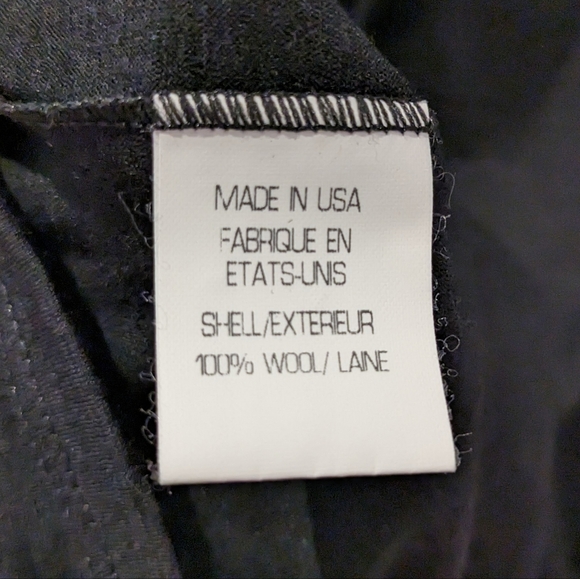 MADE IN USA
FABRIQUE EN
ETATS-UNIS
SHELL/EXTERIEUR
100% WOOL/ LAINE